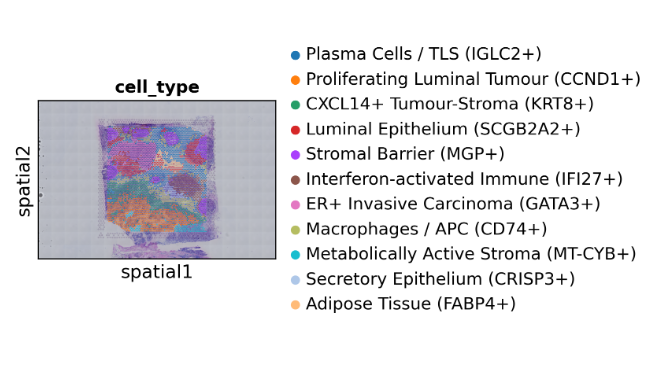 cell_type
spatial2
spatial1
Plasma Cells / TLS (IGLC2+)
Proliferating Luminal Tumour (CCND1+)
CXCL14+ Tumour-Stroma (KRT8+)
Luminal Epithelium (SCGB2A2+)
Stromal Barrier (MGP+)
Interferon-activated Immune (IFI27+)
ER+ Invasive Carcinoma (GATA3+)
Macrophages / APC (CD74+)
Metabolically Active Stroma (MT-CYB+)
Secretory Epithelium (CRISP3+)
Adipose Tissue (FABP4+)